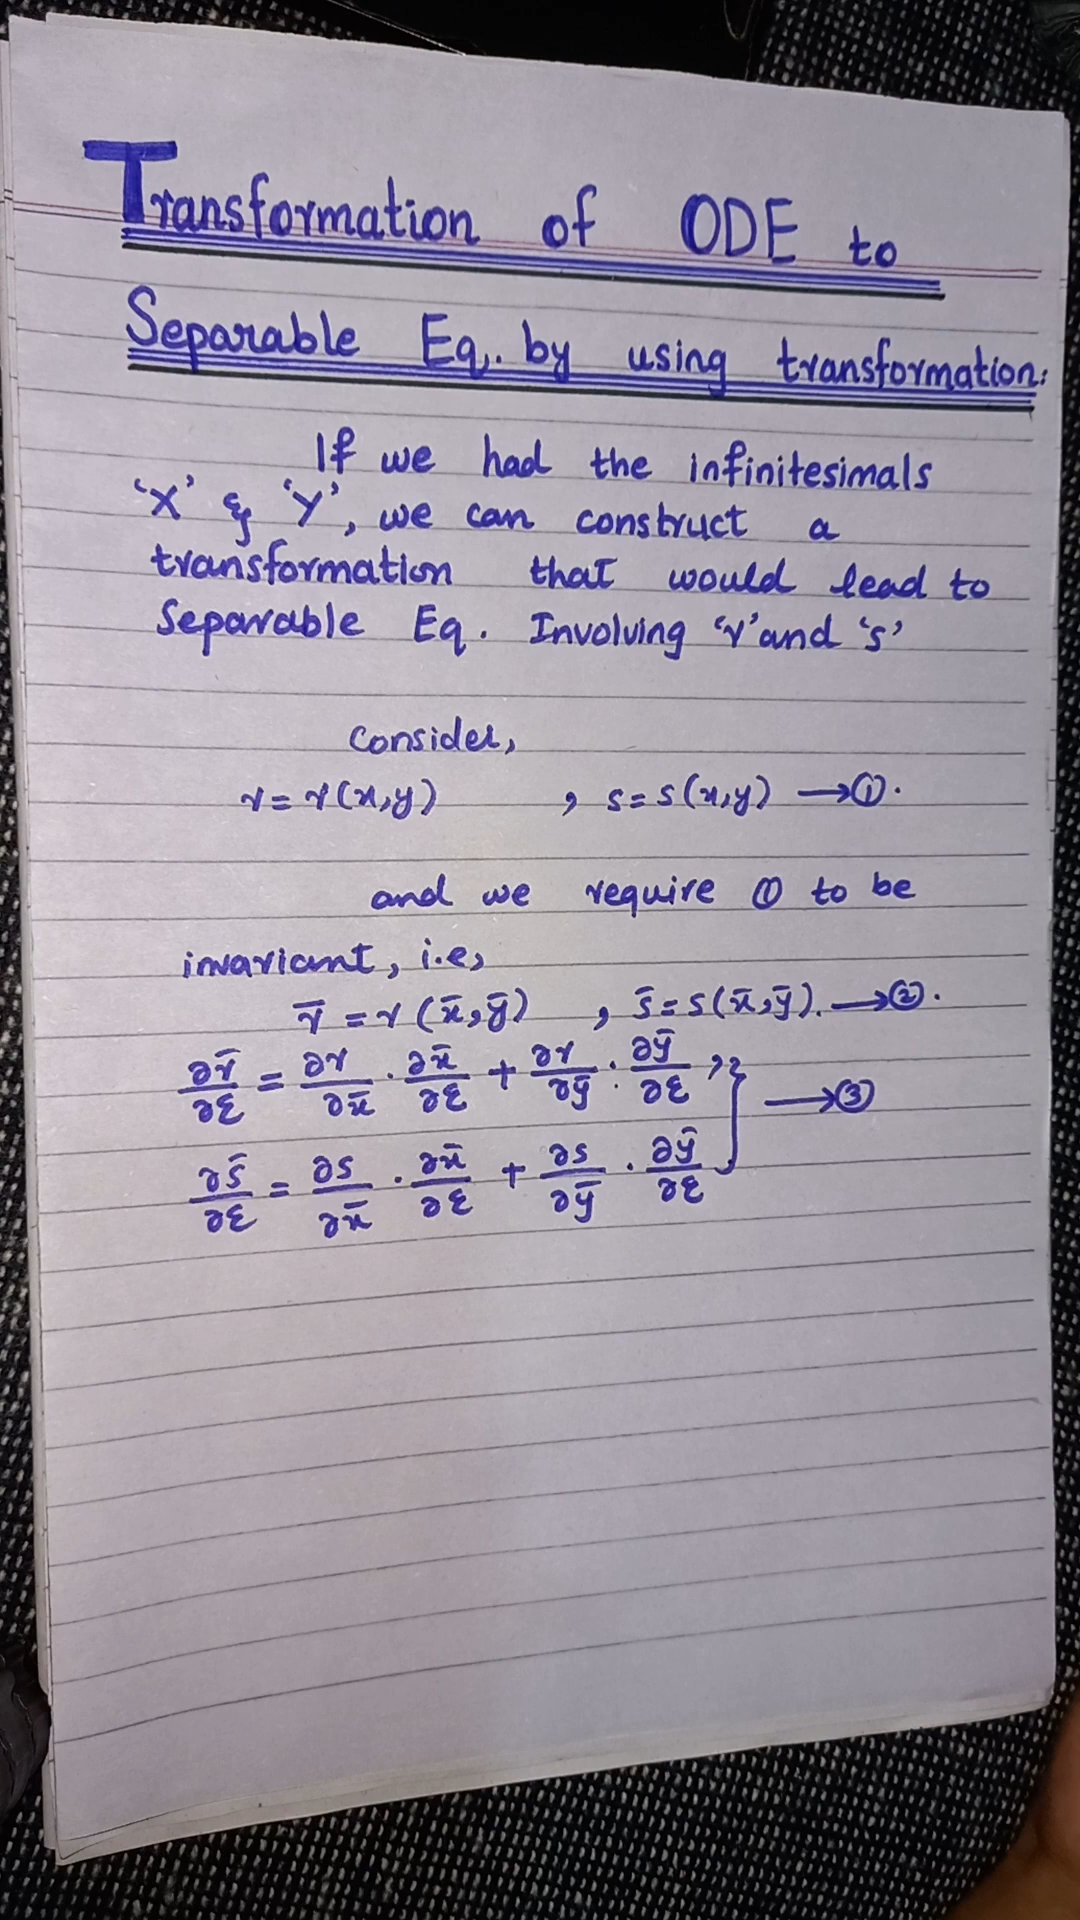 Transformation of ODE to
Separable Eq. by using transformation:
If we had the infinitesimals
'X' & 'Y', we can construct a
transformation that would lead to
Separable Eq. Involving 'r' and 's'
Consider,
r = r(x,y) , s = s(x,y) → ①.
and we require ① to be
invariant, i.e,
r̄ = r(x̄,ȳ) , s̄ = s(x̄,ȳ). → ②.
∂r̄/∂ε = ∂r/∂x̄ · ∂x̄/∂ε + ∂r/∂ȳ · ∂ȳ/∂ε , } → ③
∂s̄/∂ε = ∂s/∂x̄ · ∂x̄/∂ε + ∂s/∂ȳ · ∂ȳ/∂ε